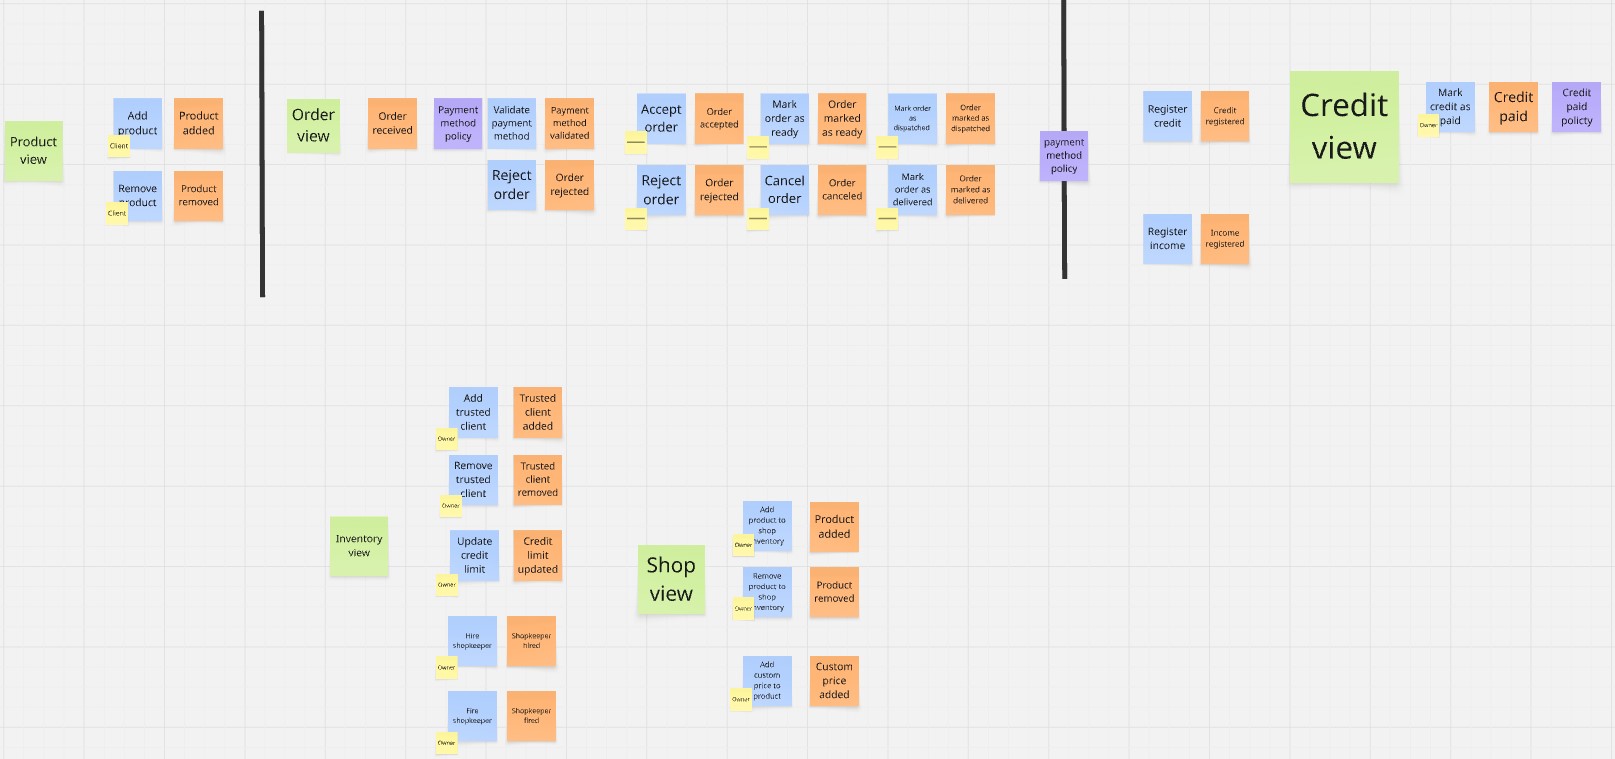 Product
view
Add
product
Client
Product
added
Remove
product
Client
Product
removed
Order
view
Order
received
Payment
method
policy
Validate
payment
method
Payment
method
validated
Reject
order
Order
rejected
Accept
order
Order
accepted
Mark
order as
ready
Order
marked
as ready
Mark order
as
dispatched
Order
marked as
dispatched
Reject
order
Order
rejected
Cancel
order
Order
canceled
Mark
order as
delivered
Order
marked as
delivered
payment
method
policy
Register
credit
Credit
registered
Register
income
Income
registered
Credit
view
Mark
credit as
paid
Owner
Credit
paid
Credit
paid
policty
Inventory
view
Add
trusted
client
Owner
Trusted
client
added
Remove
trusted
client
Owner
Trusted
client
removed
Update
credit
limit
Owner
Credit
limit
updated
Hire
shopkeeper
Owner
Shopkeeper
hired
Fire
shopkeeper
Owner
Shopkeeper
fired
Shop
view
Add
product to
shop
inventory
Owner
Product
added
Remove
product to
shop
inventory
Owner
Product
removed
Add
custom
price to
product
Owner
Custom
price
added